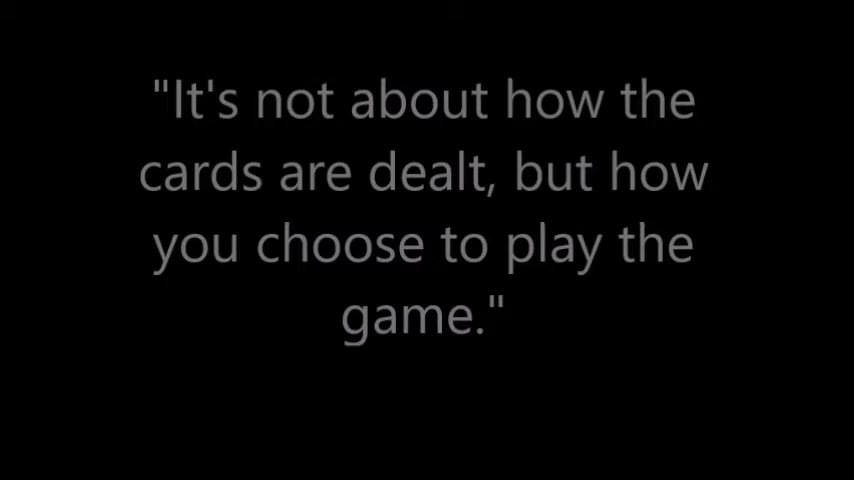 "It's not about how the
cards are dealt, but how
you choose to play the
game."